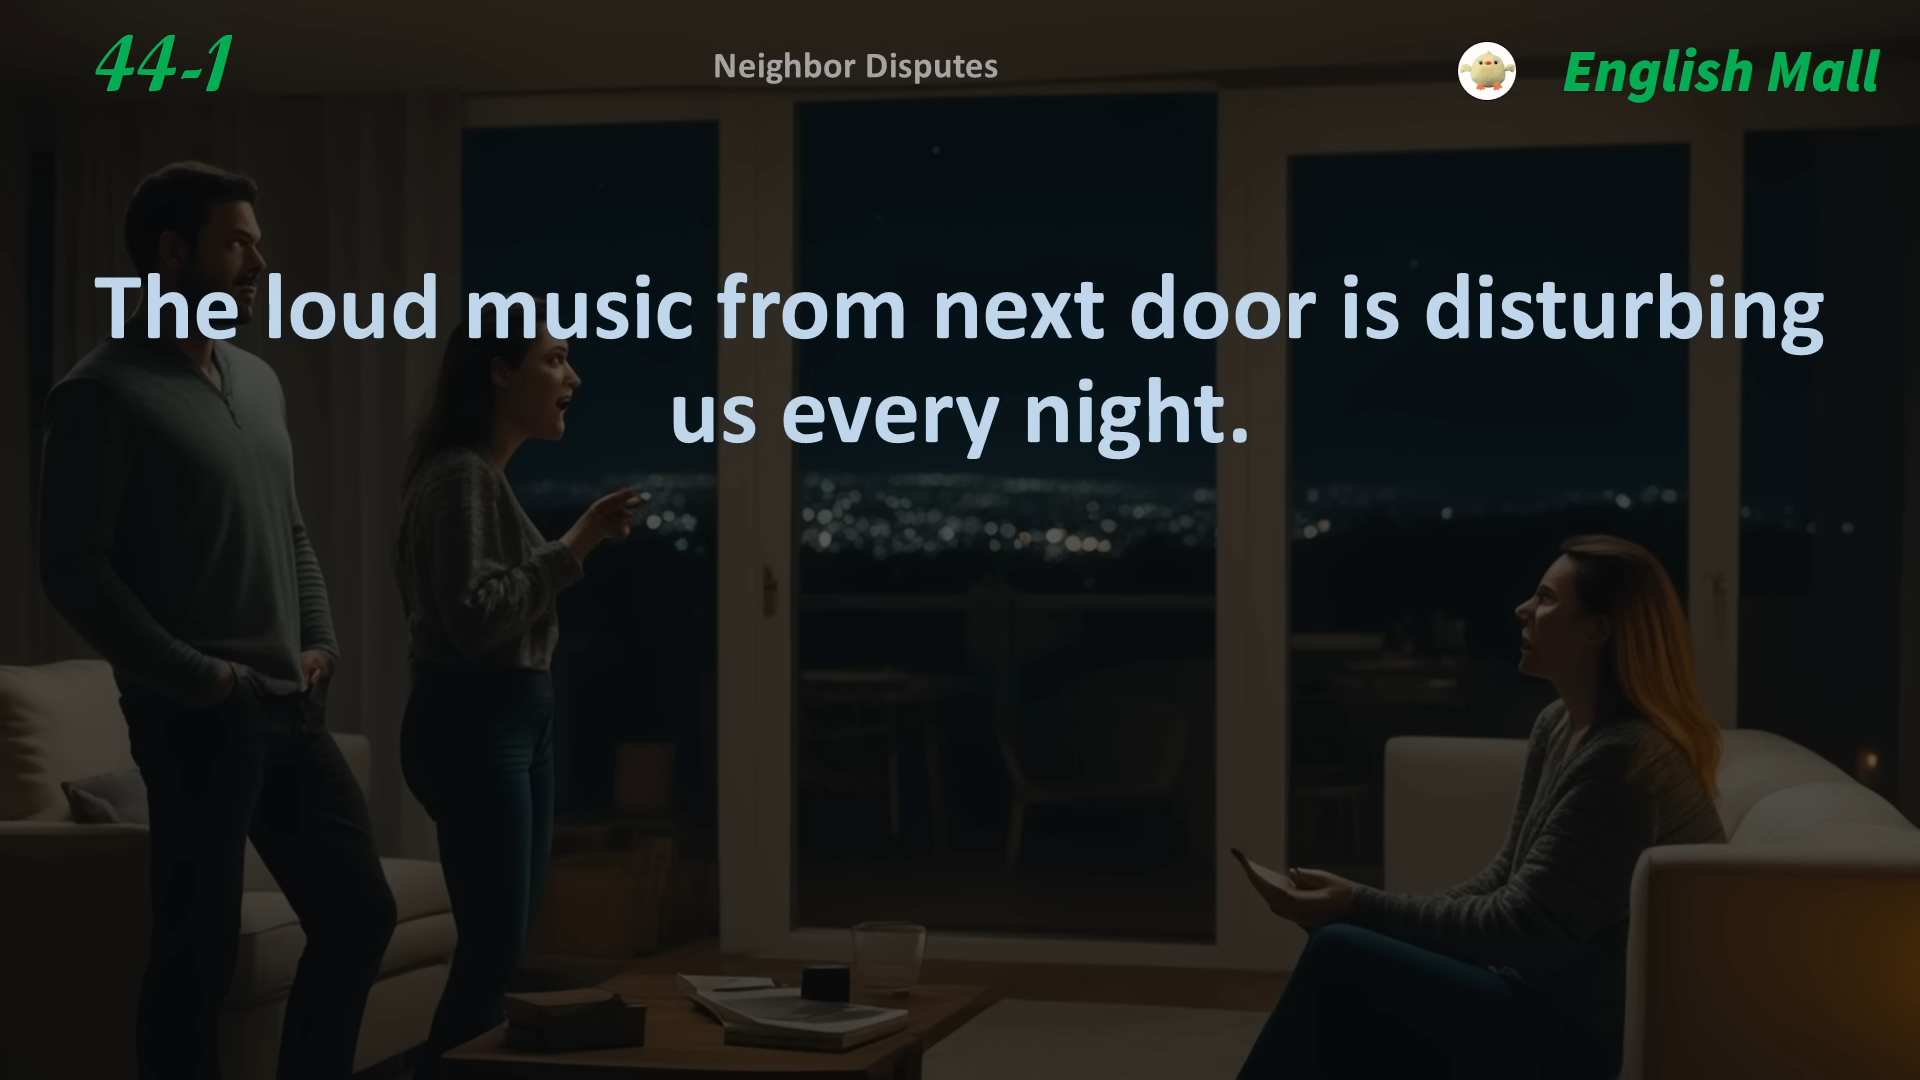 44-1
Neighbor Disputes
English Mall
The loud music from next door is disturbing
us every night.